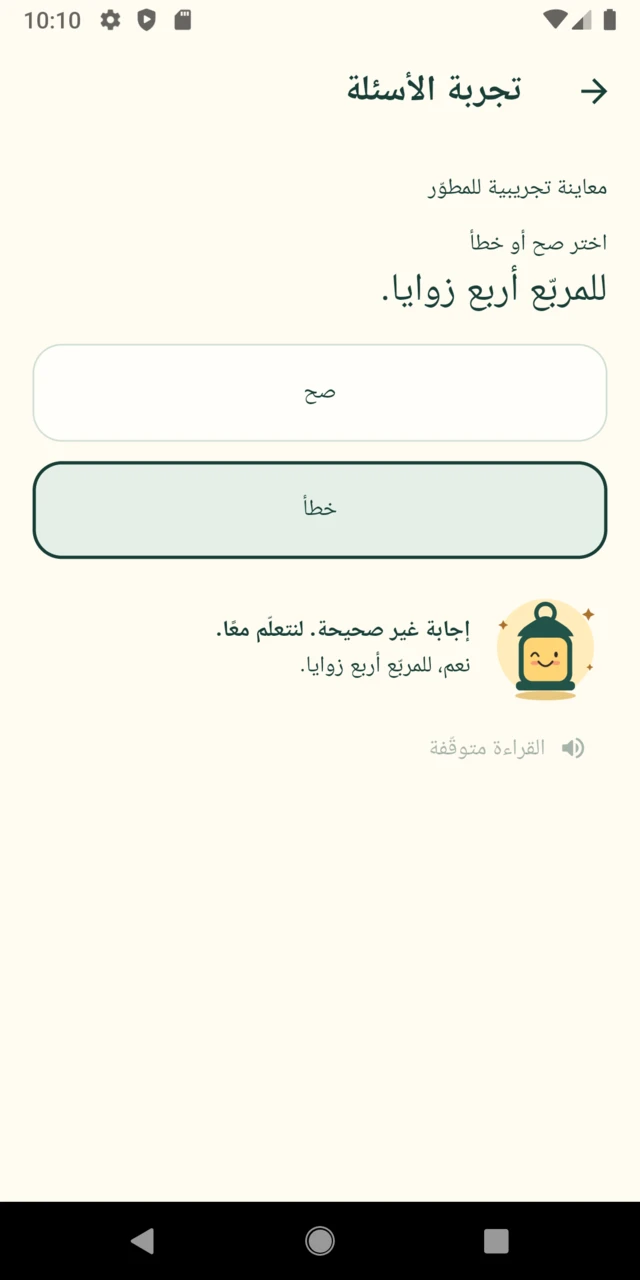 10:10
تجربة الأسئلة
معاينة تجريبية للمطوّر
اختر صح أو خطأ
للمربّع أربع زوايا.
صح
خطأ
إجابة غير صحيحة. لنتعلّم معًا.
نعم، للمربّع أربع زوايا.
القراءة متوقّفة